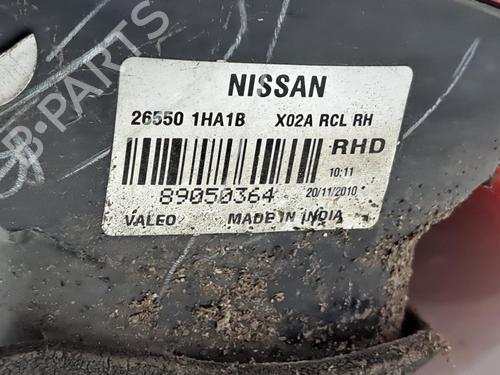 B-PARTS
NISSAN
26550 1HA1B X02A RCL RH
RHD
10:11
89050364 20/11/2010
VALEO MADE IN INDIA